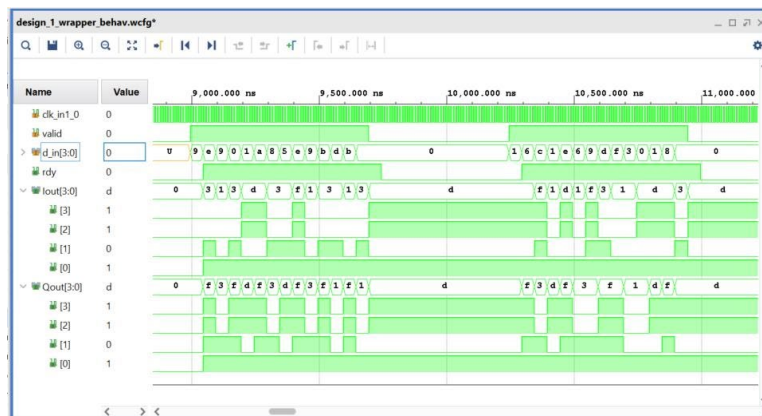 design_1_wrapper_behav.wcfg*
Name Value 9,000.000 ns 9,500.000 ns 10,000.000 ns 10,500.000 ns 11,000.000
clk_in1_0 0
valid 0
d_in[3:0] 0 U 9 e 9 0 1 a 8 5 e 9 b d b 0 1 6 c 1 e 6 9 d f 3 0 1 8 0
rdy 0
Iout[3:0] d 0 3 1 3 d 3 f 1 3 1 3 d f 1 d 1 f 3 1 d 3 d
[3] 1
[2] 1
[1] 0
[0] 1
Qout[3:0] d 0 f 3 f d f 3 d f 3 f 1 f 1 d f 3 d f 3 f 1 d f d
[3] 1
[2] 1
[1] 0
[0] 1